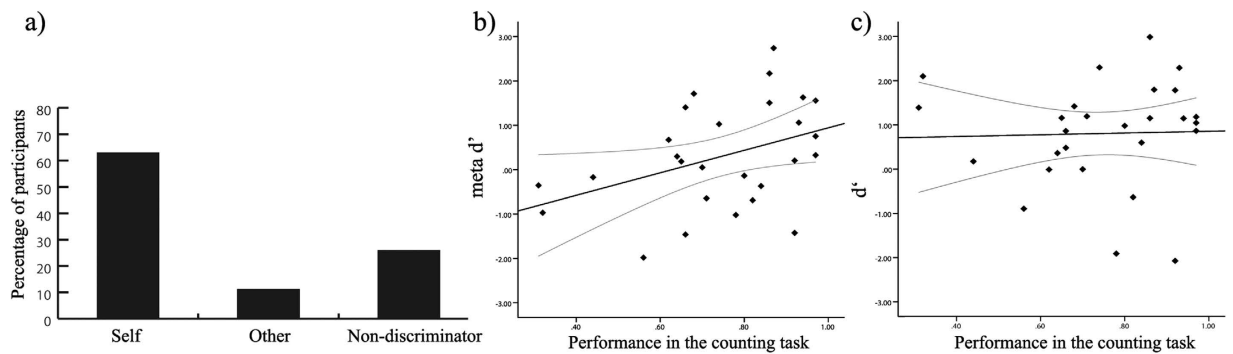 a)
Percentage of participants
80
70
60
50
40
30
20
10
0
Self Other Non-discriminator
b)
meta d’
3.00
2.00
1.00
.00
-1.00
-2.00
-3.00
.40 .60 .80 1.00
Performance in the counting task
c)
d‘
3.00
2.00
1.00
.00
-1.00
-2.00
-3.00
.40 .60 .80 1.00
Performance in the counting task